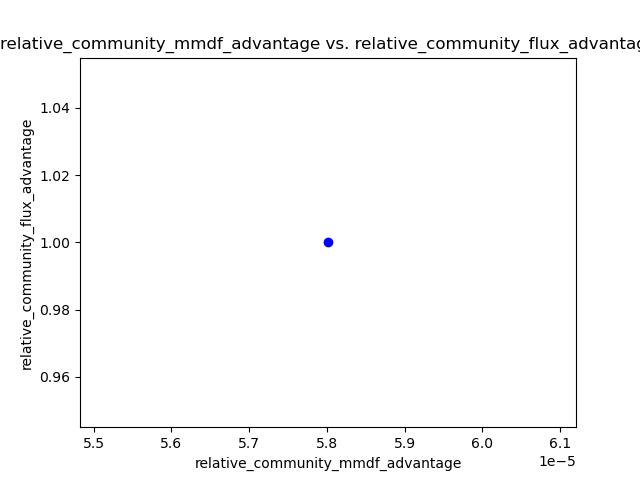 relative_community_mmdf_advantage vs. relative_community_flux_advantag
relative_community_flux_advantage
1.04
1.02
1.00
0.98
0.96
5.5 5.6 5.7 5.8 5.9 6.0 6.1
1e−5
relative_community_mmdf_advantage